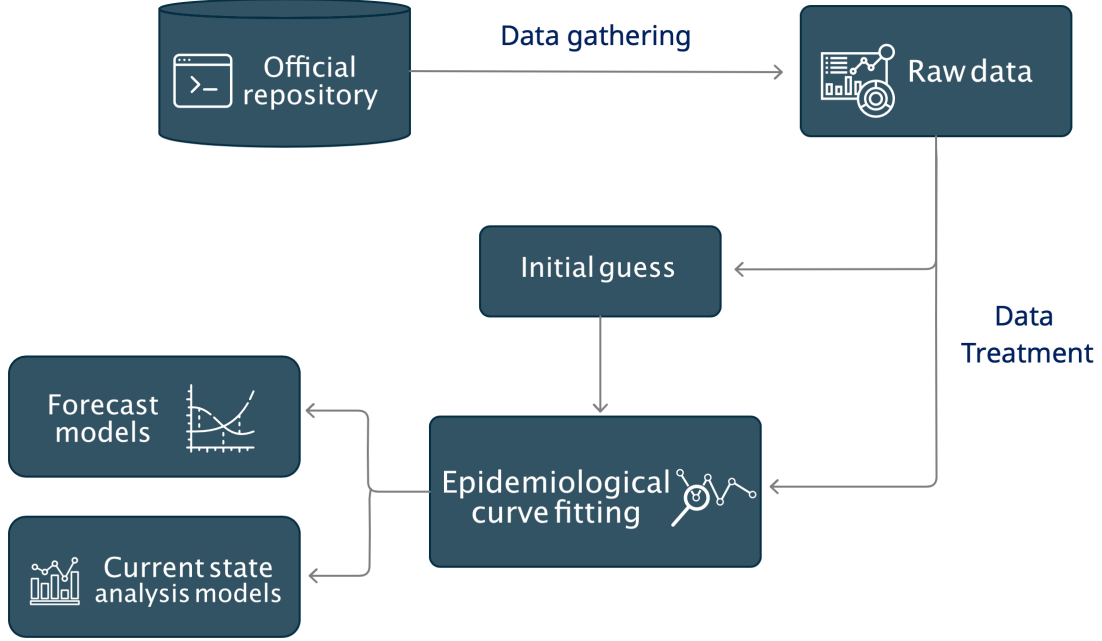 Official
repository
Data gathering
Raw data
Initial guess
Data
Treatment
Forecast
models
Epidemiological
curve fitting
Current state
analysis models